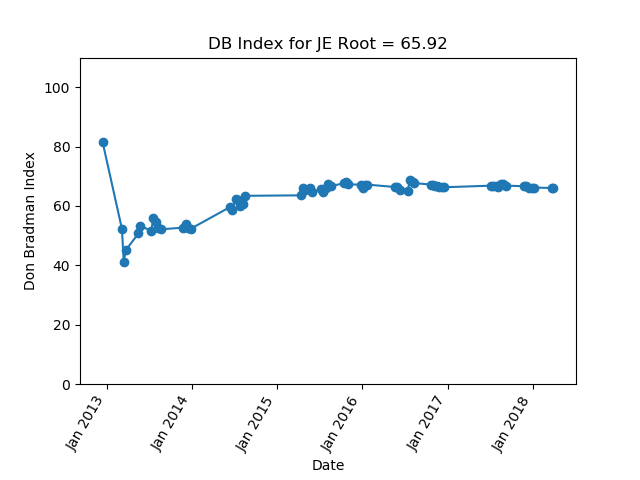 DB Index for JE Root = 65.92
100
80
60
40
20
0
Don Bradman Index
Jan 2013
Jan 2014
Jan 2015
Jan 2016
Jan 2017
Jan 2018
Date